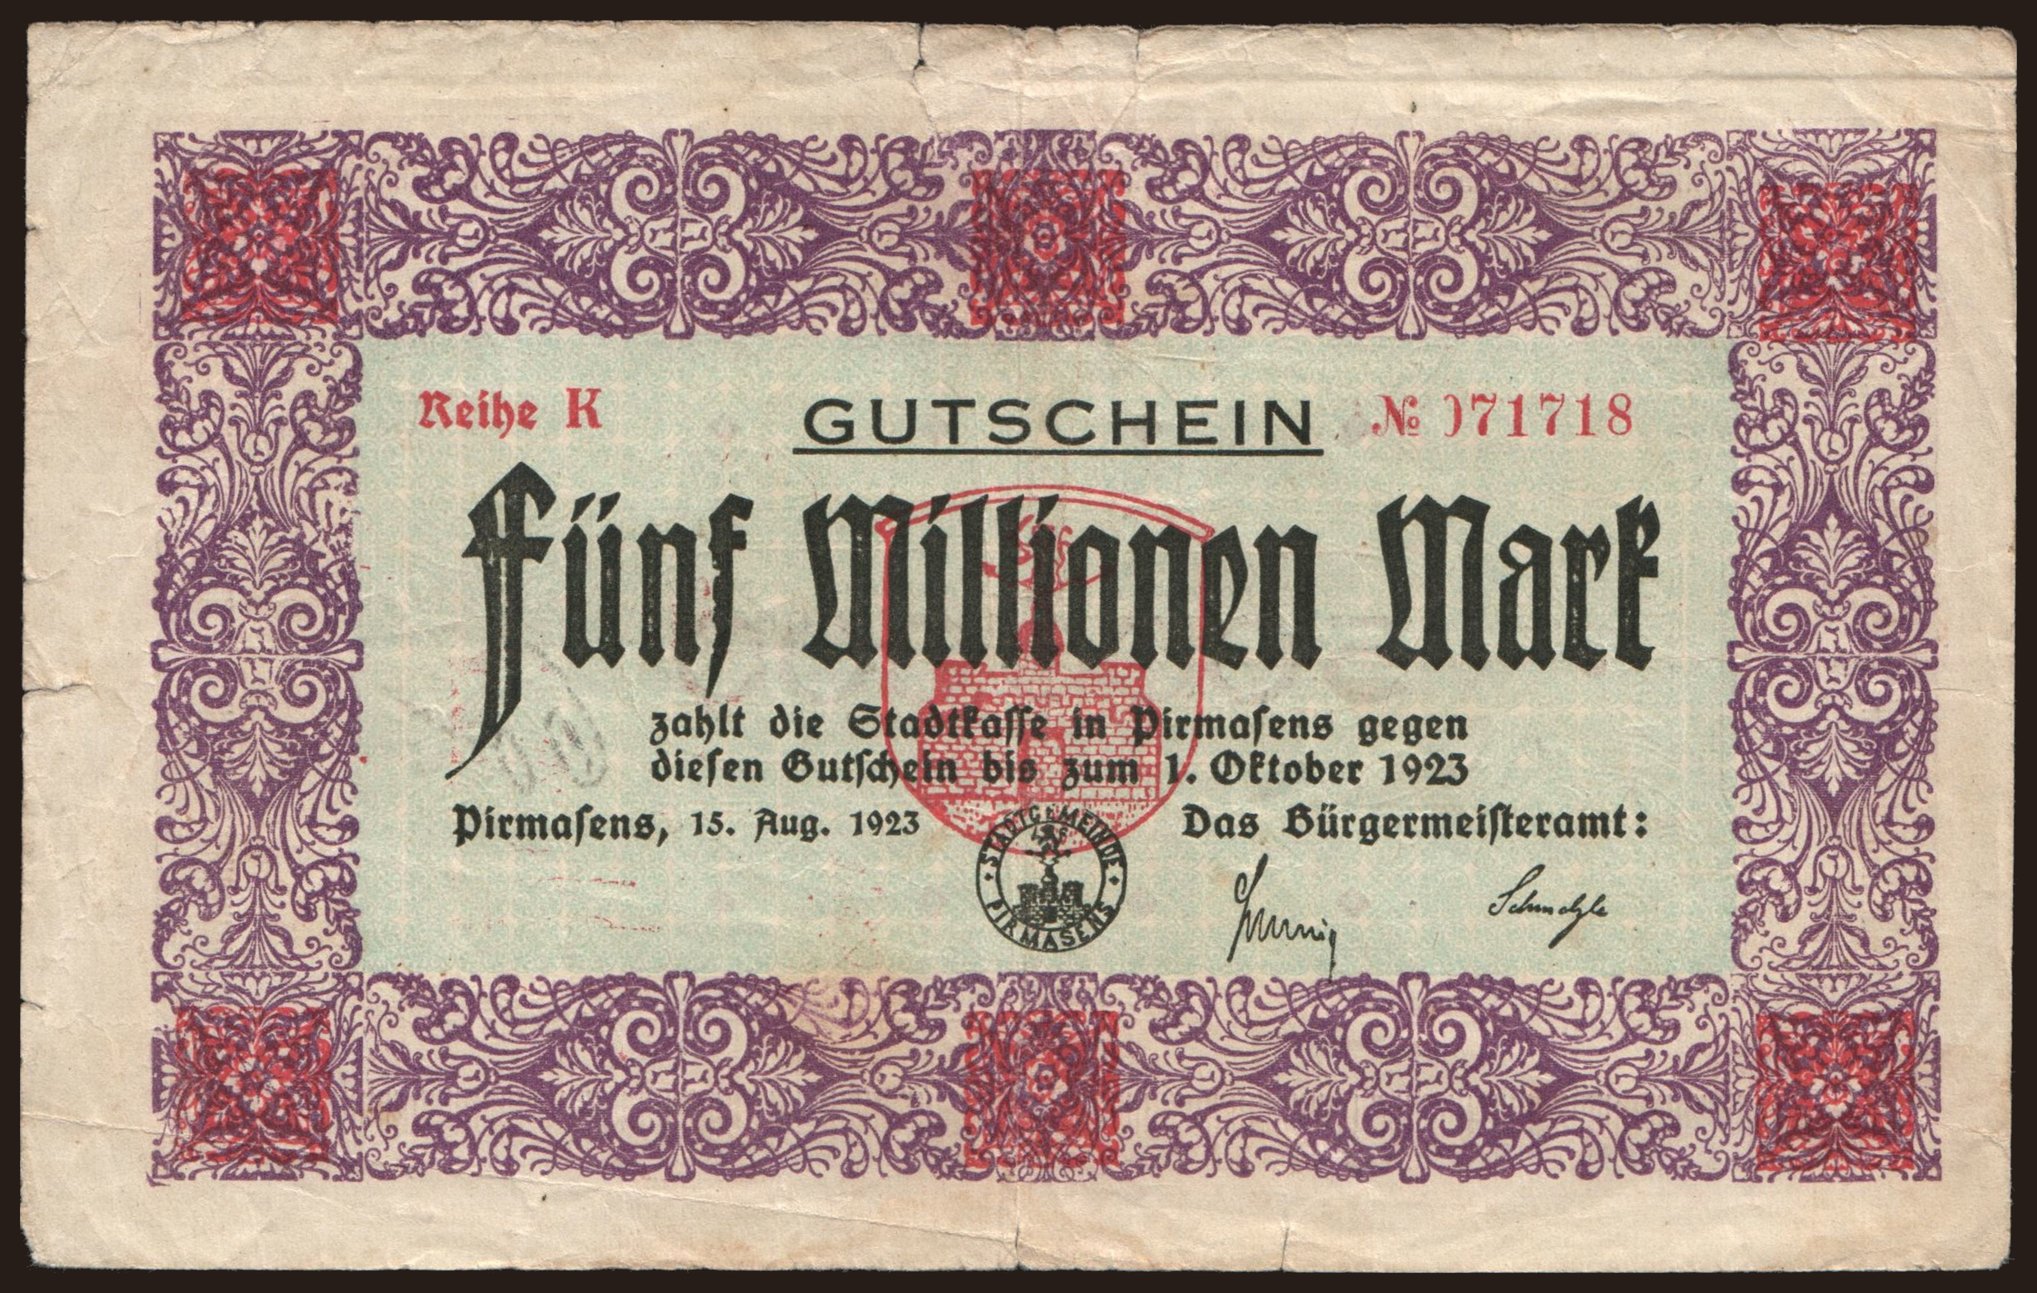 Reihe K GUTSCHEIN № 071718
Fünf Millionen Mark
zahlt die Stadtkasse in Pirmasens gegen
diesen Gutschein bis zum 1. Oktober 1923
Pirmasens, 15. Aug. 1923 Das Bürgermeisteramt:
STADTGEMEINDE PIRMASENS